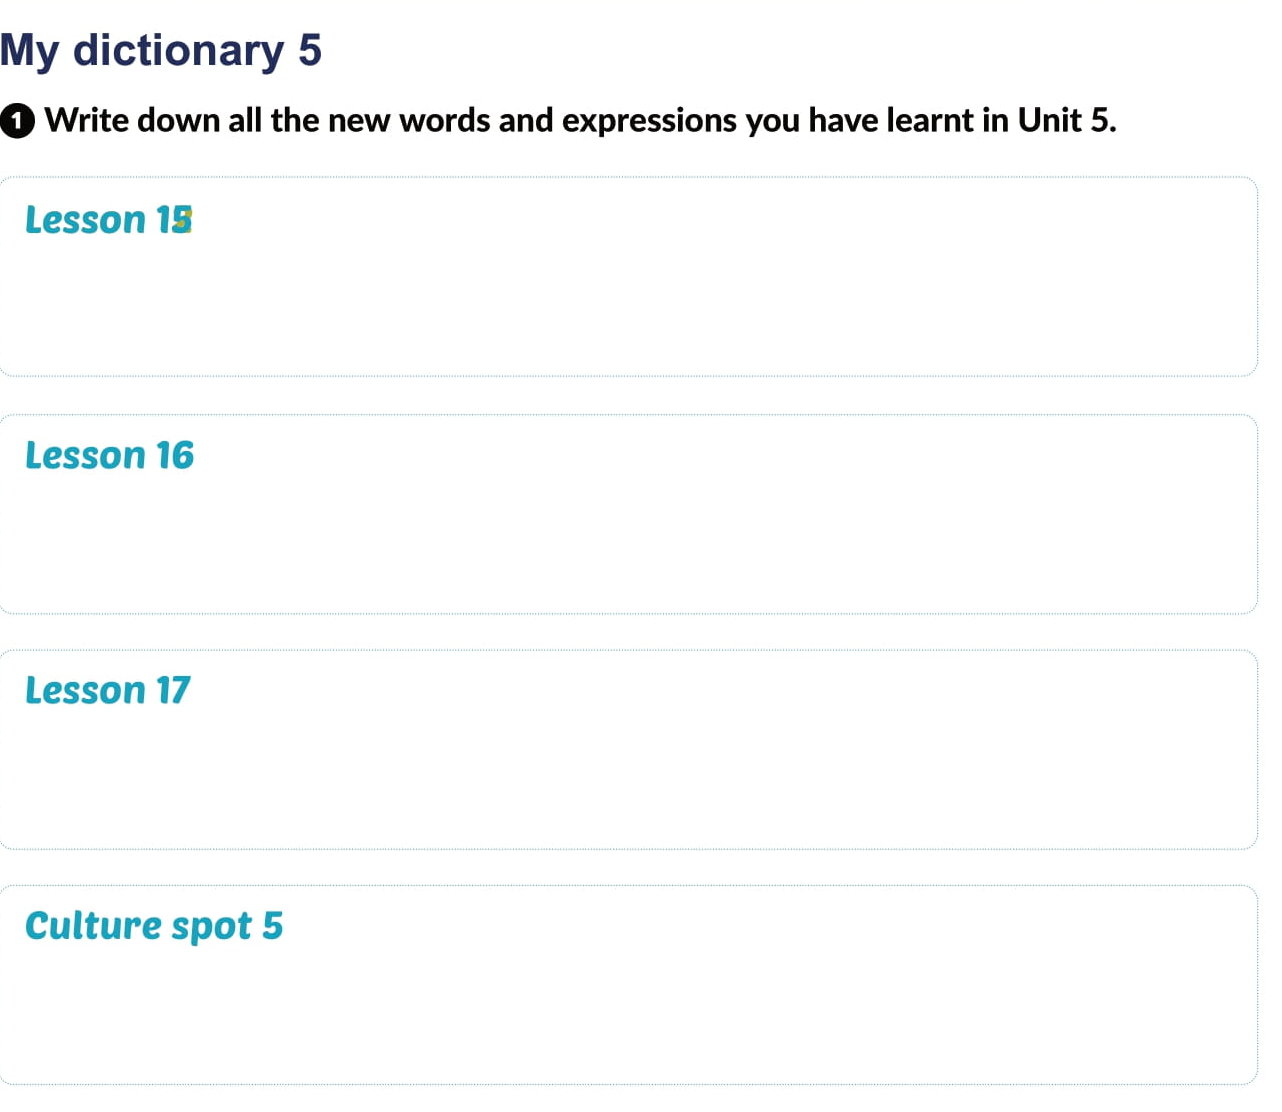 My dictionary 5
1 Write down all the new words and expressions you have learnt in Unit 5.
Lesson 15
Lesson 16
Lesson 17
Culture spot 5